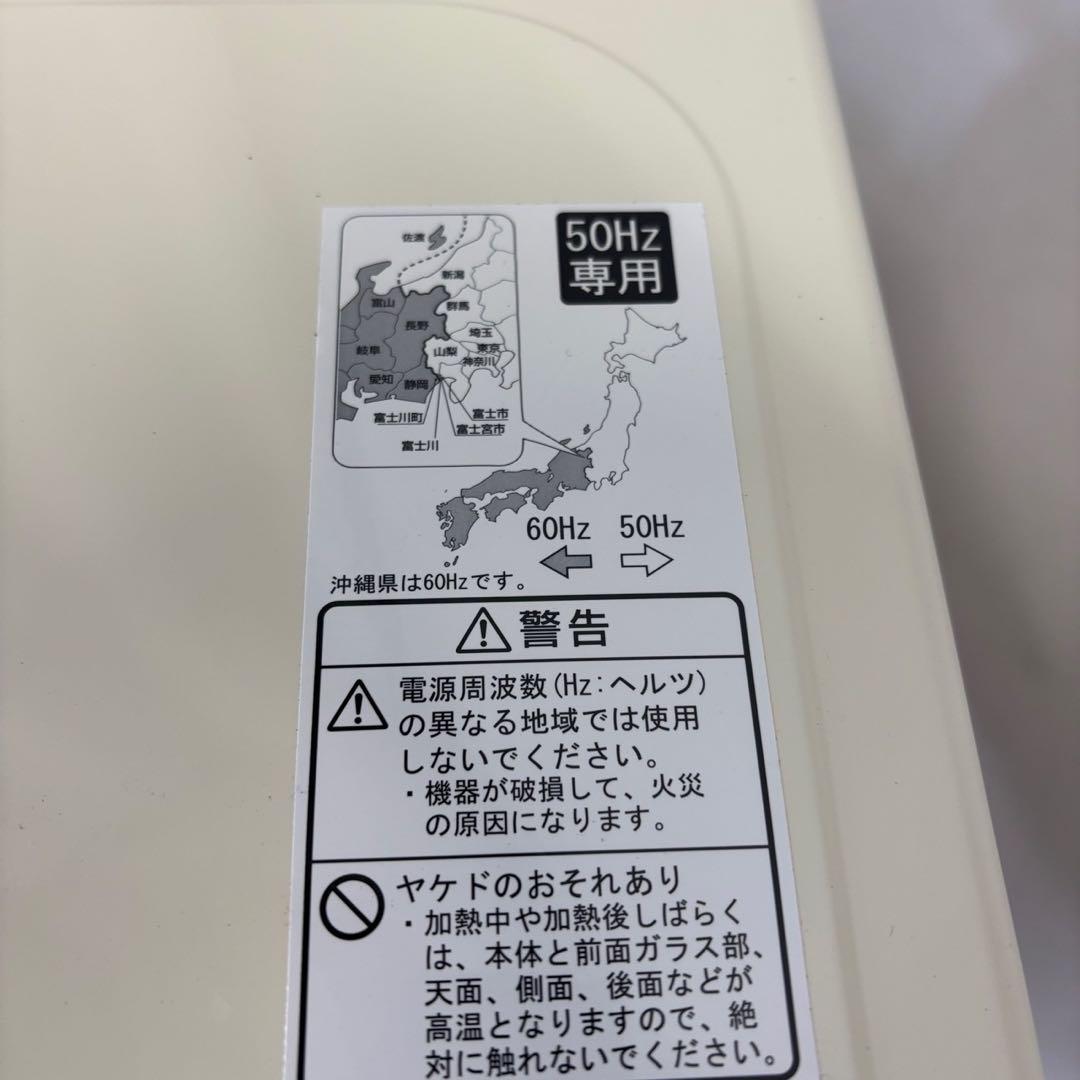 50Hz
専用
佐渡
新潟
富山
群馬
長野
埼玉
岐阜
山梨
東京
神奈川
愛知
静岡
富士川町
富士市
富士宮市
富士川
60Hz 50Hz
沖縄県は60Hzです。
警告
電源周波数(Hz:ヘルツ)
の異なる地域では使用
しないでください。
・機器が破損して、火災
の原因になります。
ヤケドのおそれあり
・加熱中や加熱後しばらく
は、本体と前面ガラス部、
天面、側面、後面などが
高温となりますので、絶
対に触れないでください。